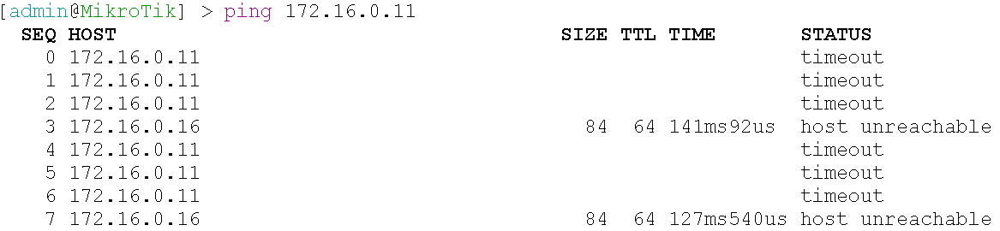 [admin@MikroTik] > ping 172.16.0.11
SEQ HOST SIZE TTL TIME STATUS
0 172.16.0.11 timeout
1 172.16.0.11 timeout
2 172.16.0.11 timeout
3 172.16.0.16 84 64 141ms92us host unreachable
4 172.16.0.11 timeout
5 172.16.0.11 timeout
6 172.16.0.11 timeout
7 172.16.0.16 84 64 127ms540us host unreachable